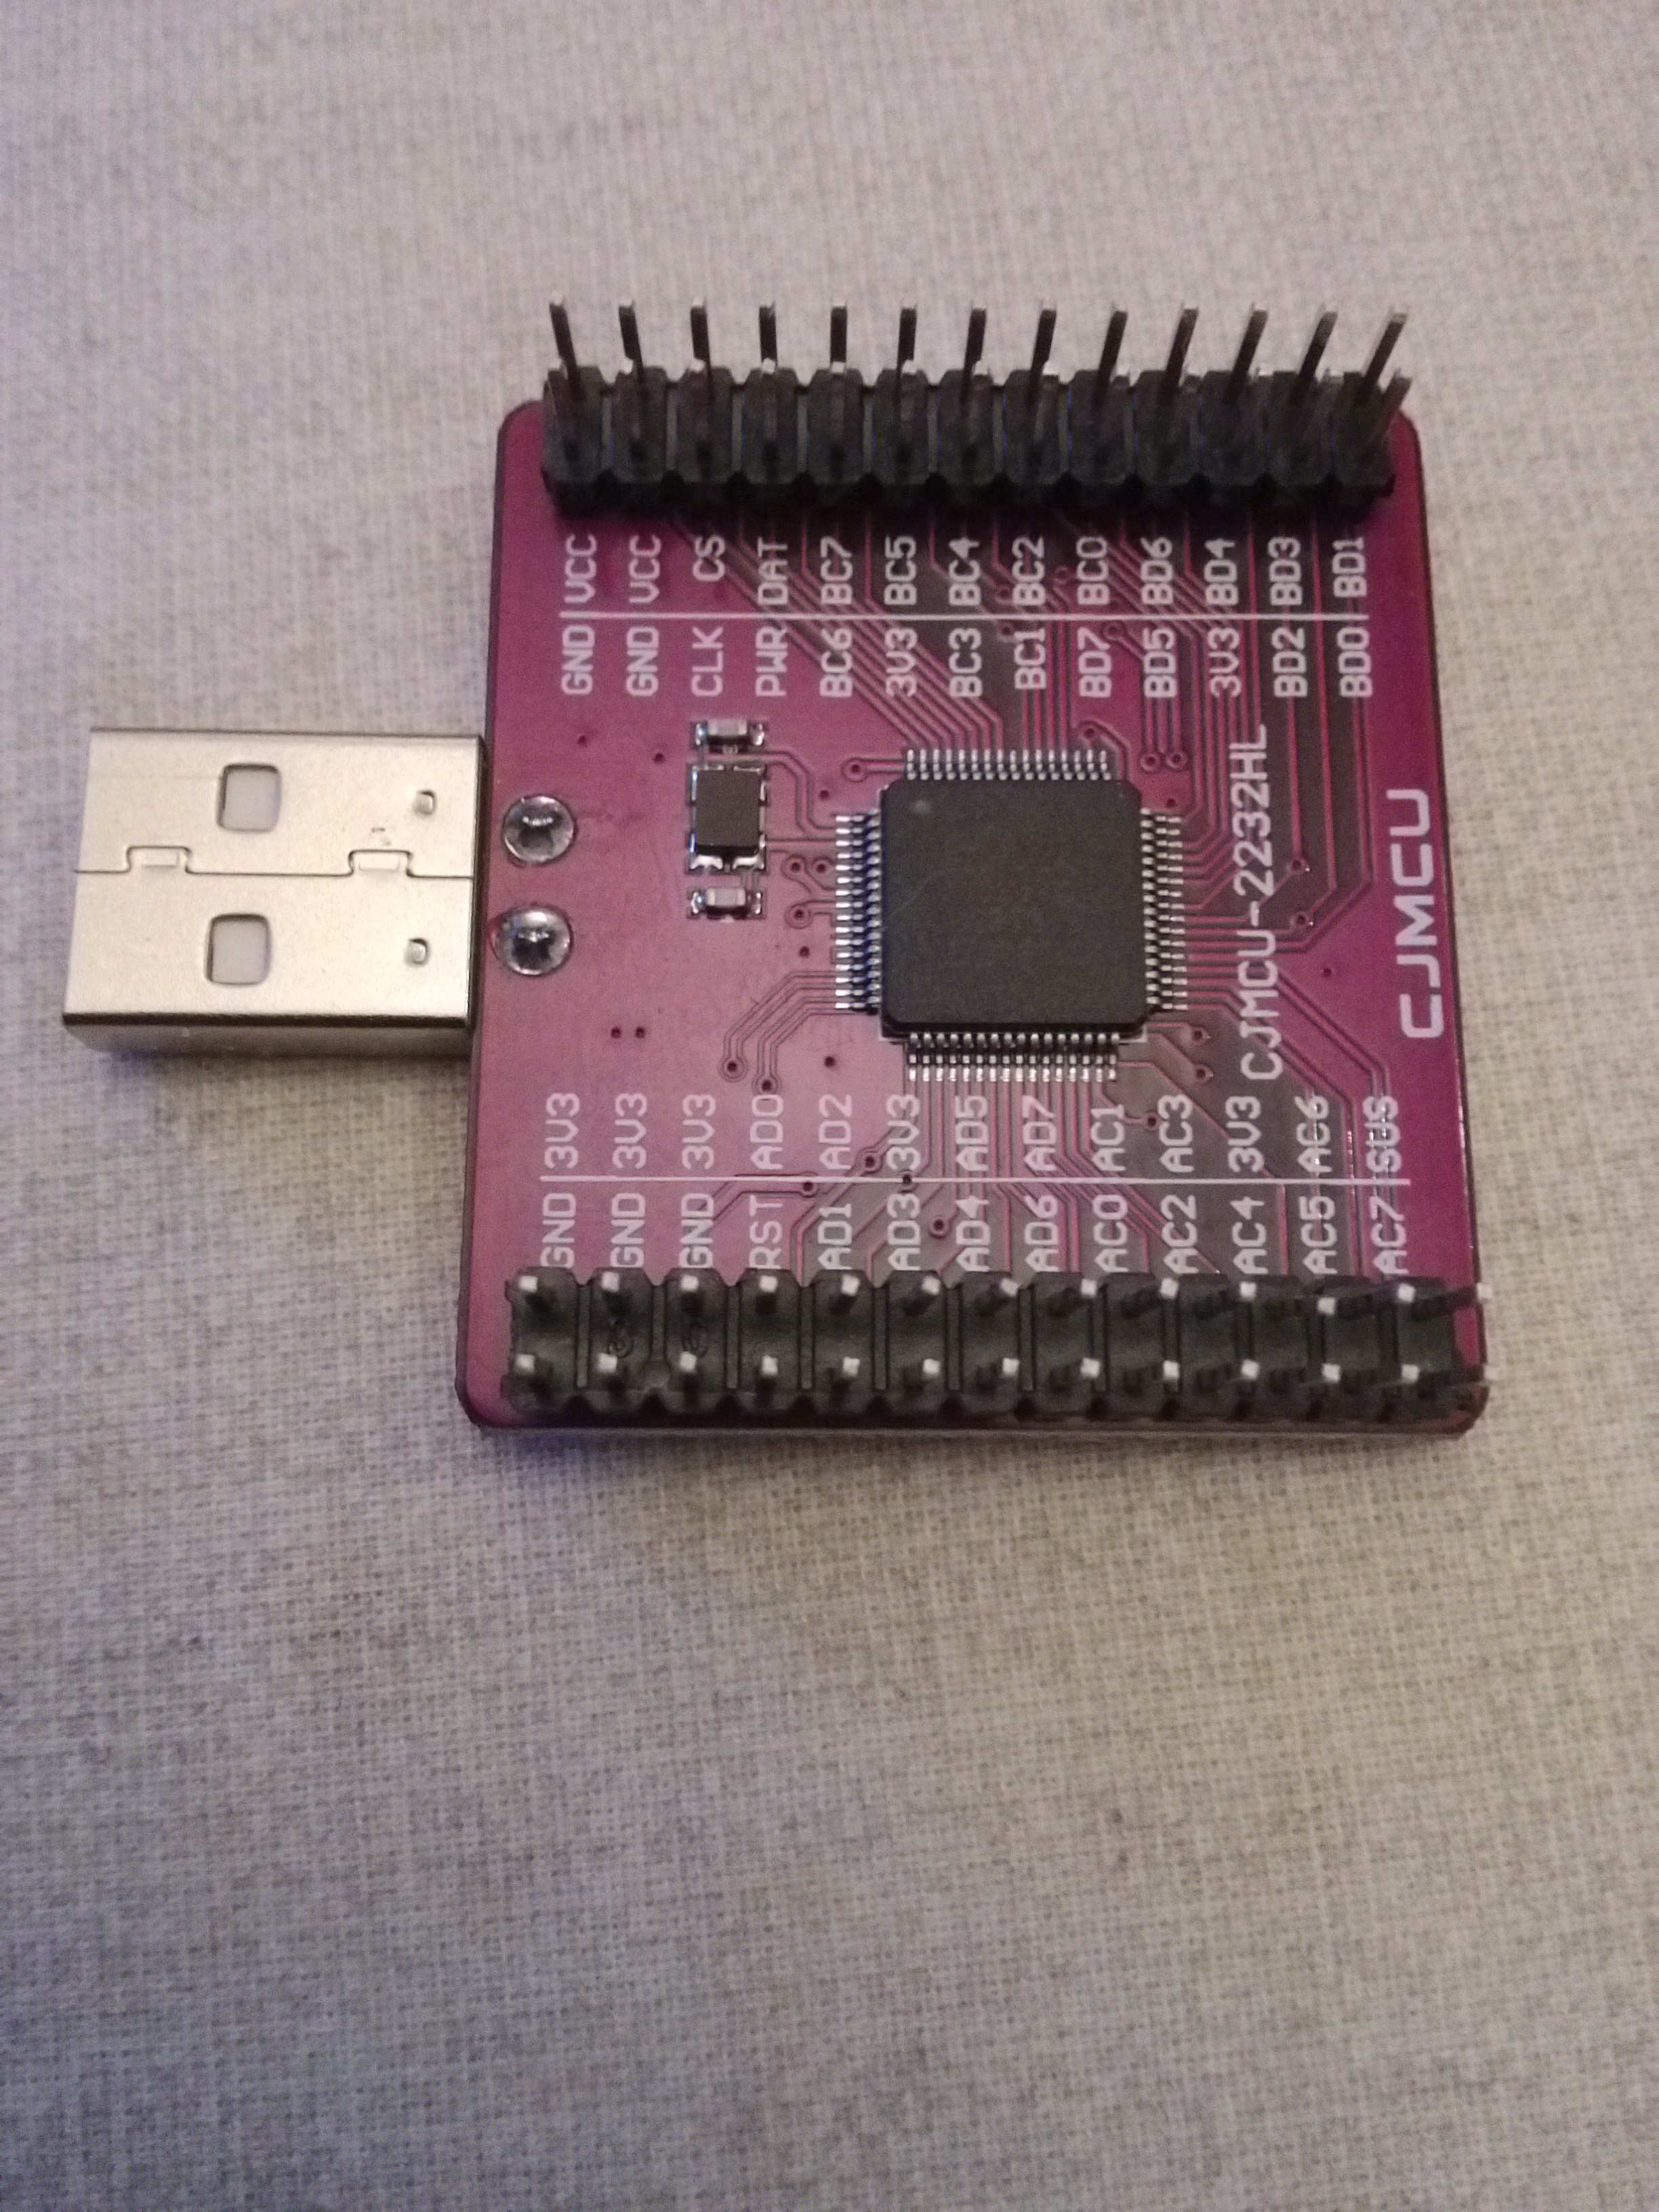 GND VCC
GND VCC
CLK CS
PWR DAT
BC6 BC7
3V3 BC5
BC3 BC4
BC1 BC2
BD7 BC0
BD5 BD6
3V3 BD4
BD2 BD3
BD0 BD1
CJMCU-2232HL
CJMCU
GND 3V3
GND 3V3
GND 3V3
RST AD0
AD1 AD2
AD3 3V3
AD4 AD5
AD6 AD7
AC0 AC1
AC2 AC3
AC4 3V3
AC5 AC6
AC7 SUS